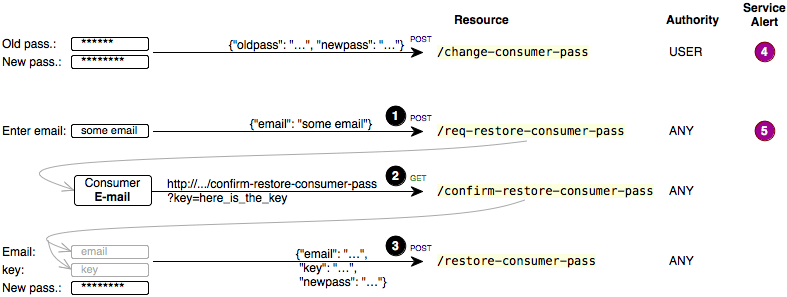 Resource Authority Service Alert
Old pass.: ****** {"oldpass": "...", "newpass": "..."} POST /change-consumer-pass USER 4
New pass.: ********
Enter email: some email {"email": "some email"} 1 POST /req-restore-consumer-pass ANY 5
Consumer E-mail
http://.../confirm-restore-consumer-pass 2 GET /confirm-restore-consumer-pass ANY
?key=here_is_the_key
Email: email {"email": "...", 3 POST
key: key "key": "...", /restore-consumer-pass ANY
New pass.: ******** "newpass": "..."}